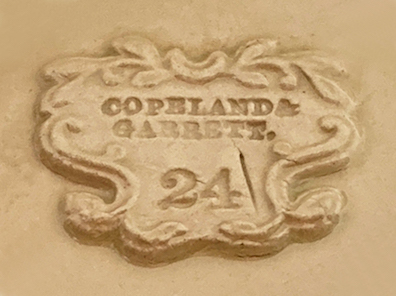 COPELAND &
GARRETT.
24